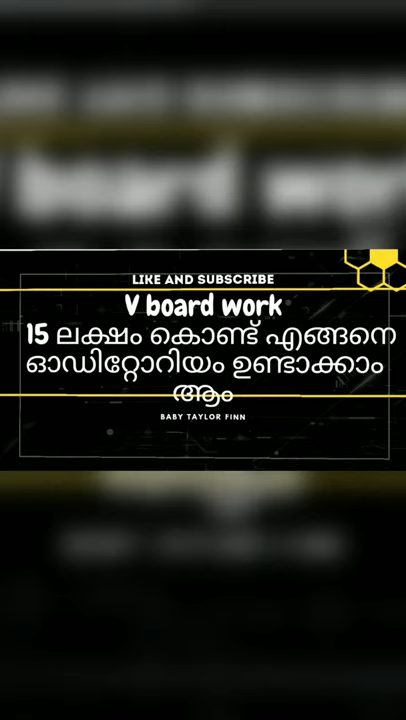 LIKE AND SUBSCRIBE
V board work
15 ലക്ഷം കൊണ്ട് എങ്ങനെ
ഓഡിറ്റോറിയം ഉണ്ടാക്കാം
ആം
BABY TAYLOR FINN